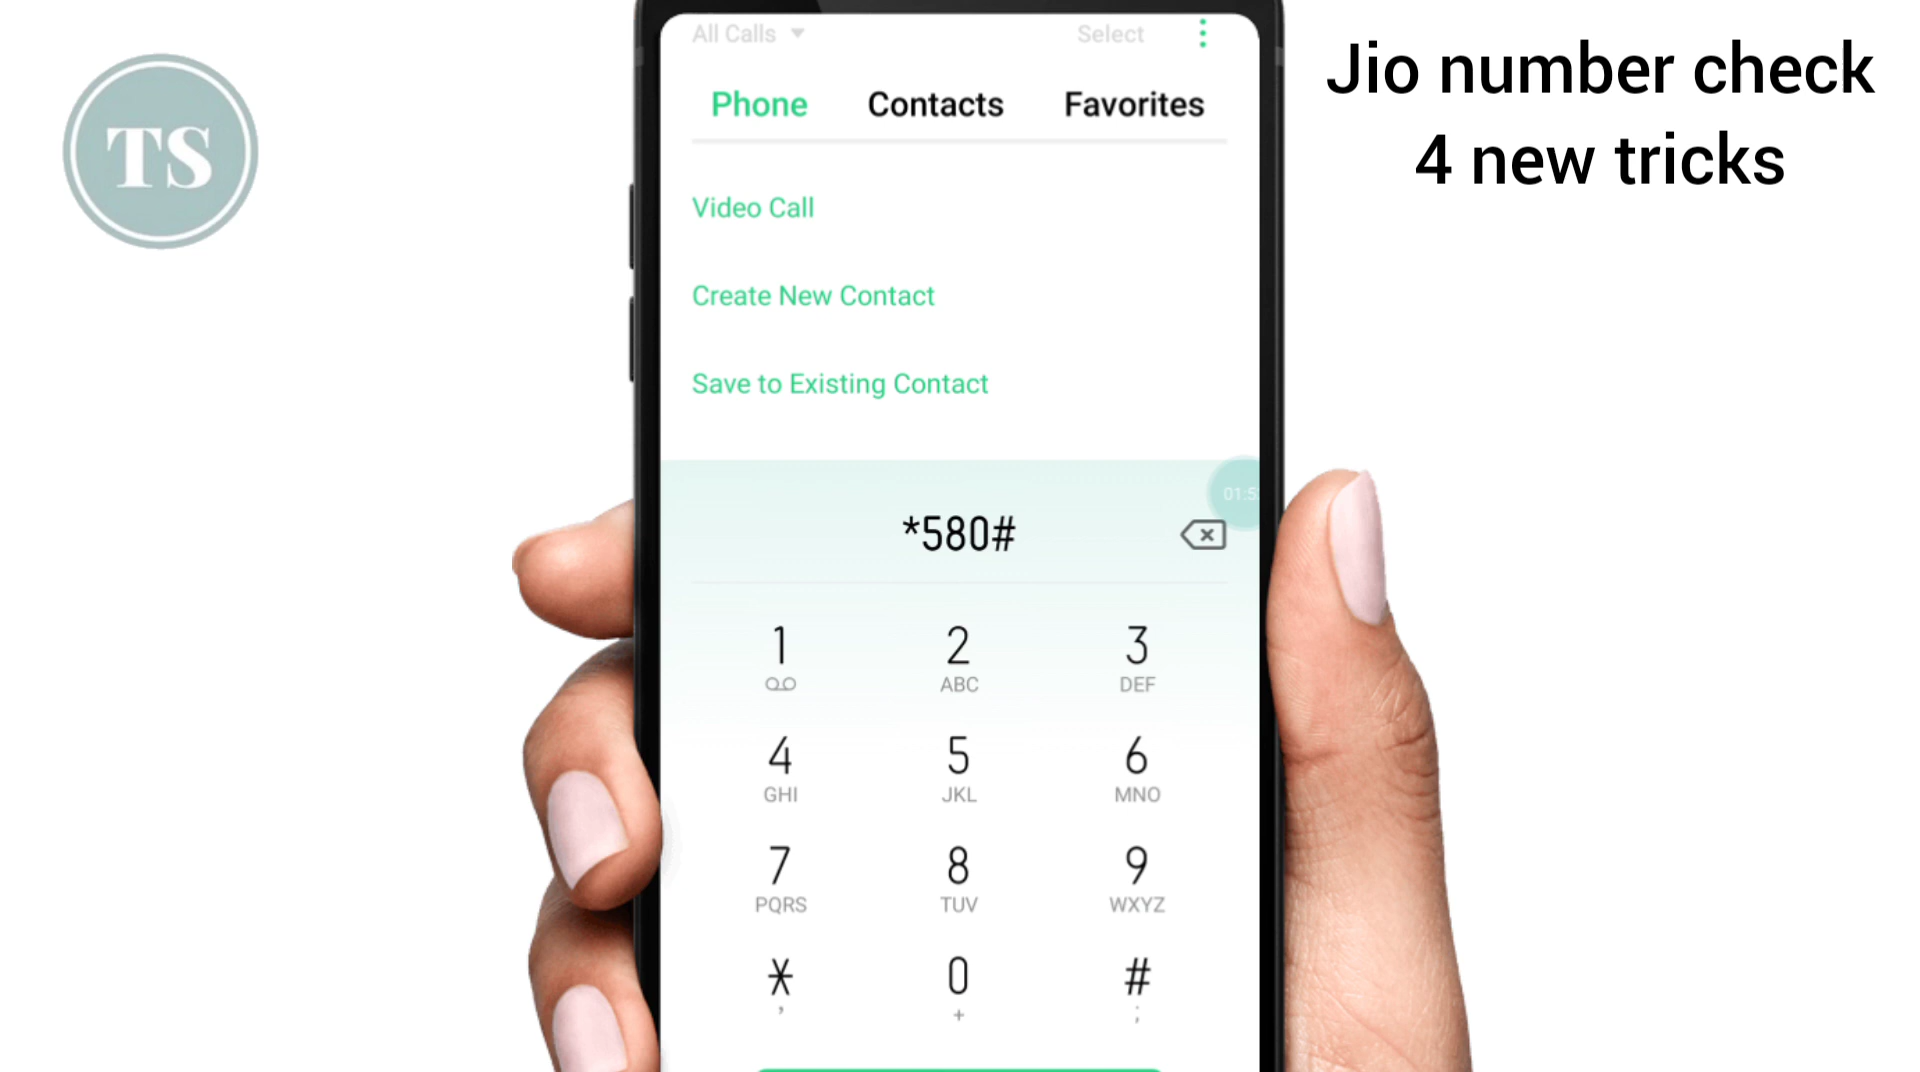 TS
Jio number check
4 new tricks
All Calls
Select
Phone Contacts Favorites
Video Call
Create New Contact
Save to Existing Contact
*580#
1 2 3
ABC DEF
4 5 6
GHI JKL MNO
7 8 9
PQRS TUV WXYZ
* 0 #
, + ;